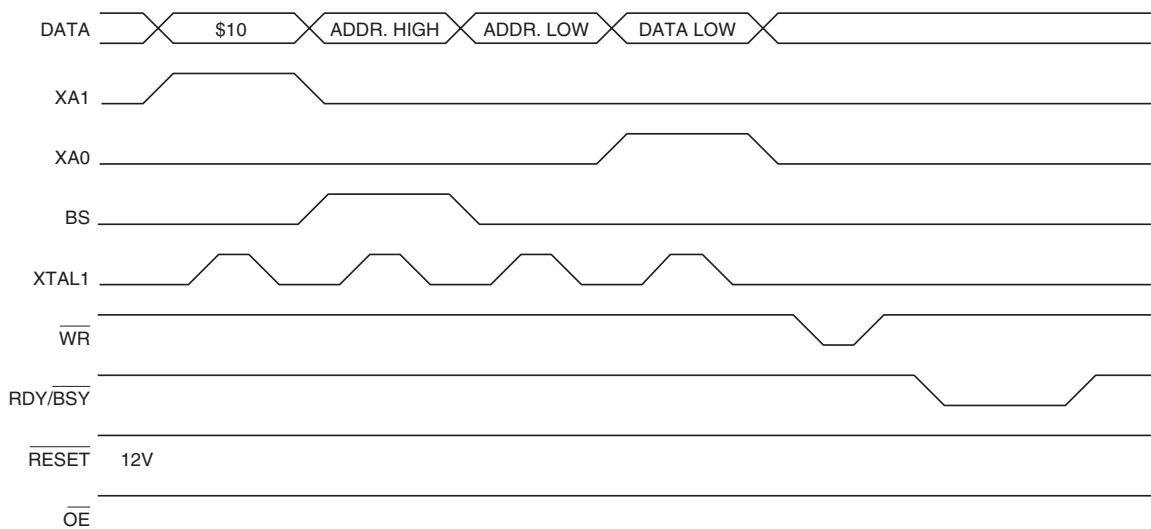 DATA $10 ADDR. HIGH ADDR. LOW DATA LOW
XA1
XA0
BS
XTAL1
WR
RDY/BSY
RESET 12V
OE